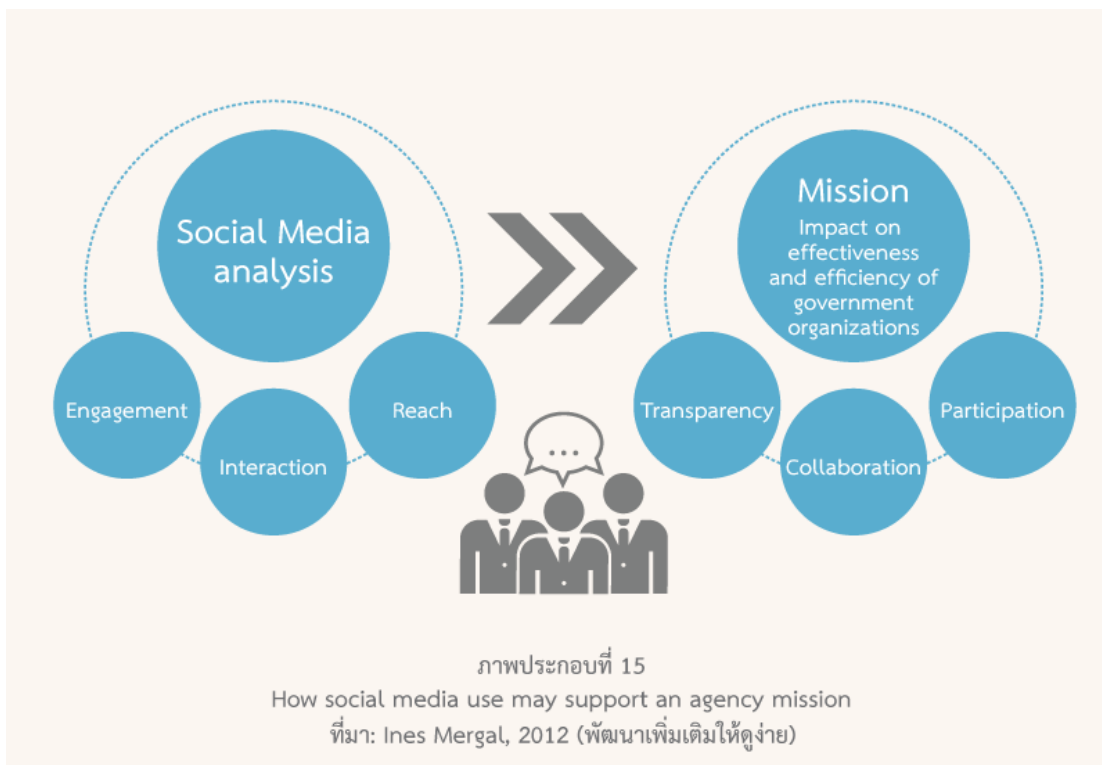 Social Media
analysis
Engagement
Interaction
Reach
Mission
Impact on
effectiveness
and efficiency of
government
organizations
Transparency
Collaboration
Participation
...
ภาพประกอบที่ 15
How social media use may support an agency mission
ที่มา: Ines Mergal, 2012 (พัฒนาเพิ่มเติมให้ดูง่าย)